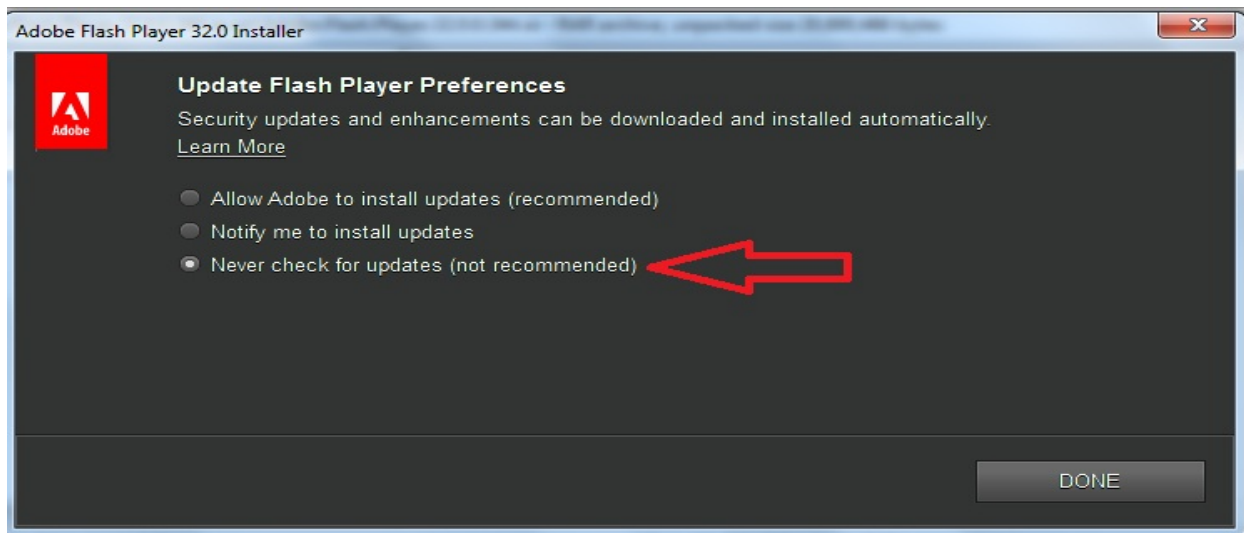 Adobe Flash Player 32.0 Installer
Adobe
Update Flash Player Preferences
Security updates and enhancements can be downloaded and installed automatically.
Learn More
Allow Adobe to install updates (recommended)
Notify me to install updates
Never check for updates (not recommended)
DONE